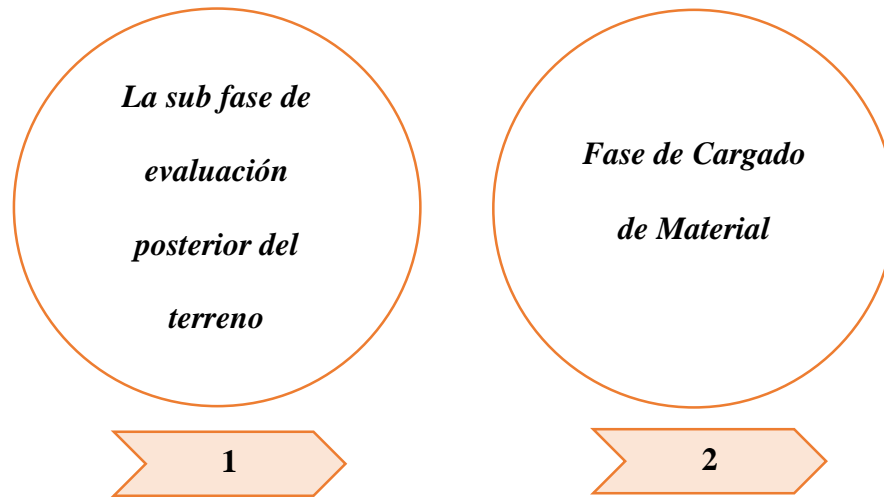 La sub fase de
evaluación
posterior del
terreno
Fase de Cargado
de Material
1
2